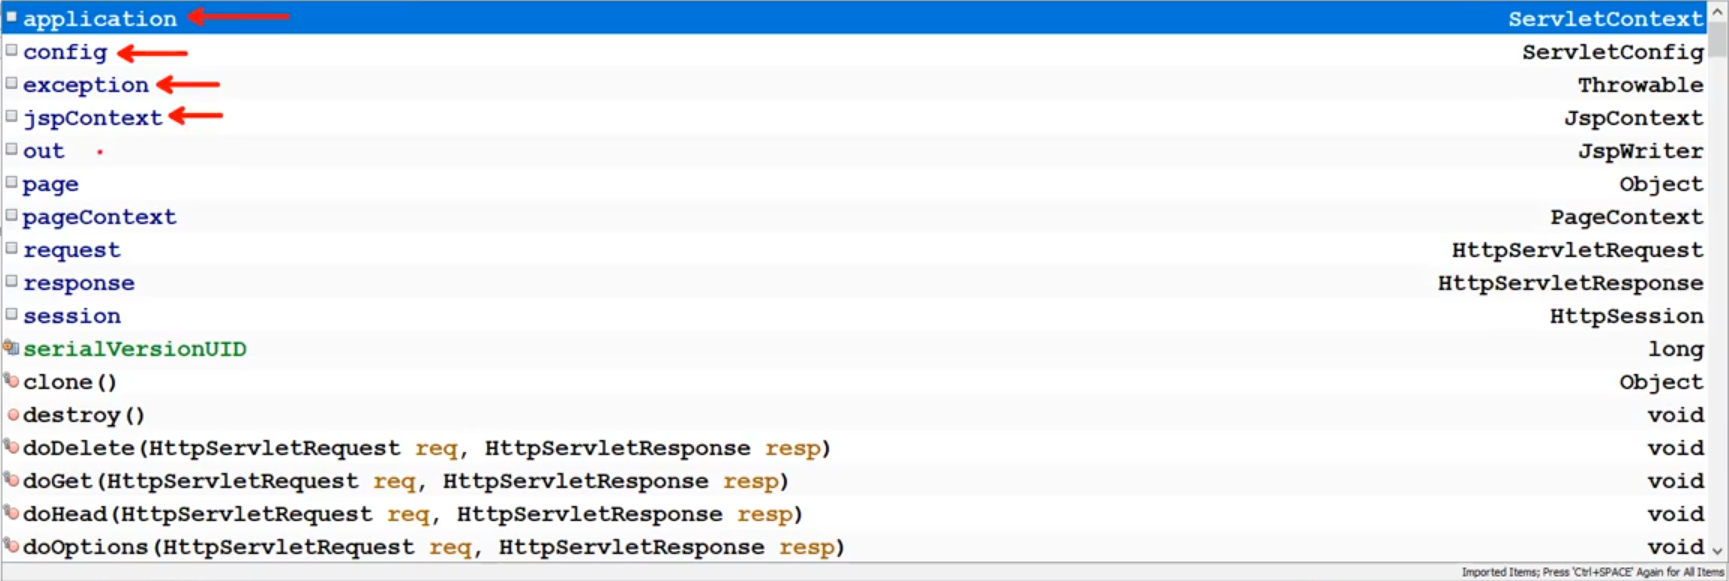 application ServletContext
config ServletConfig
exception Throwable
jspContext JspContext
out JspWriter
page Object
pageContext PageContext
request HttpServletRequest
response HttpServletResponse
session HttpSession
serialVersionUID long
clone() Object
destroy() void
doDelete(HttpServletRequest req, HttpServletResponse resp) void
doGet(HttpServletRequest req, HttpServletResponse resp) void
doHead(HttpServletRequest req, HttpServletResponse resp) void
doOptions(HttpServletRequest req, HttpServletResponse resp) void
Imported Items; Press 'Ctrl+SPACE' Again for All Items